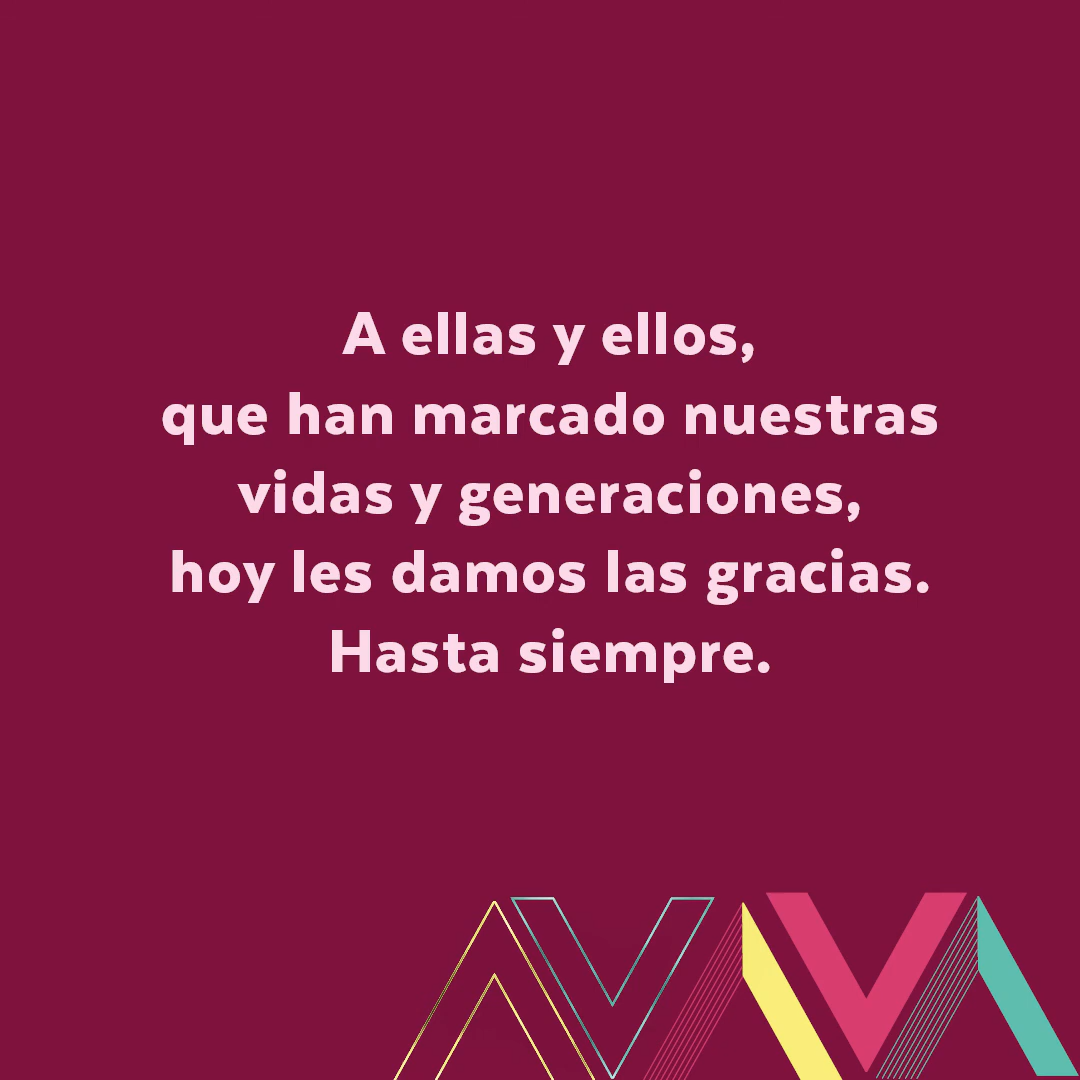 A ellas y ellos,
que han marcado nuestras
vidas y generaciones,
hoy les damos las gracias.
Hasta siempre.